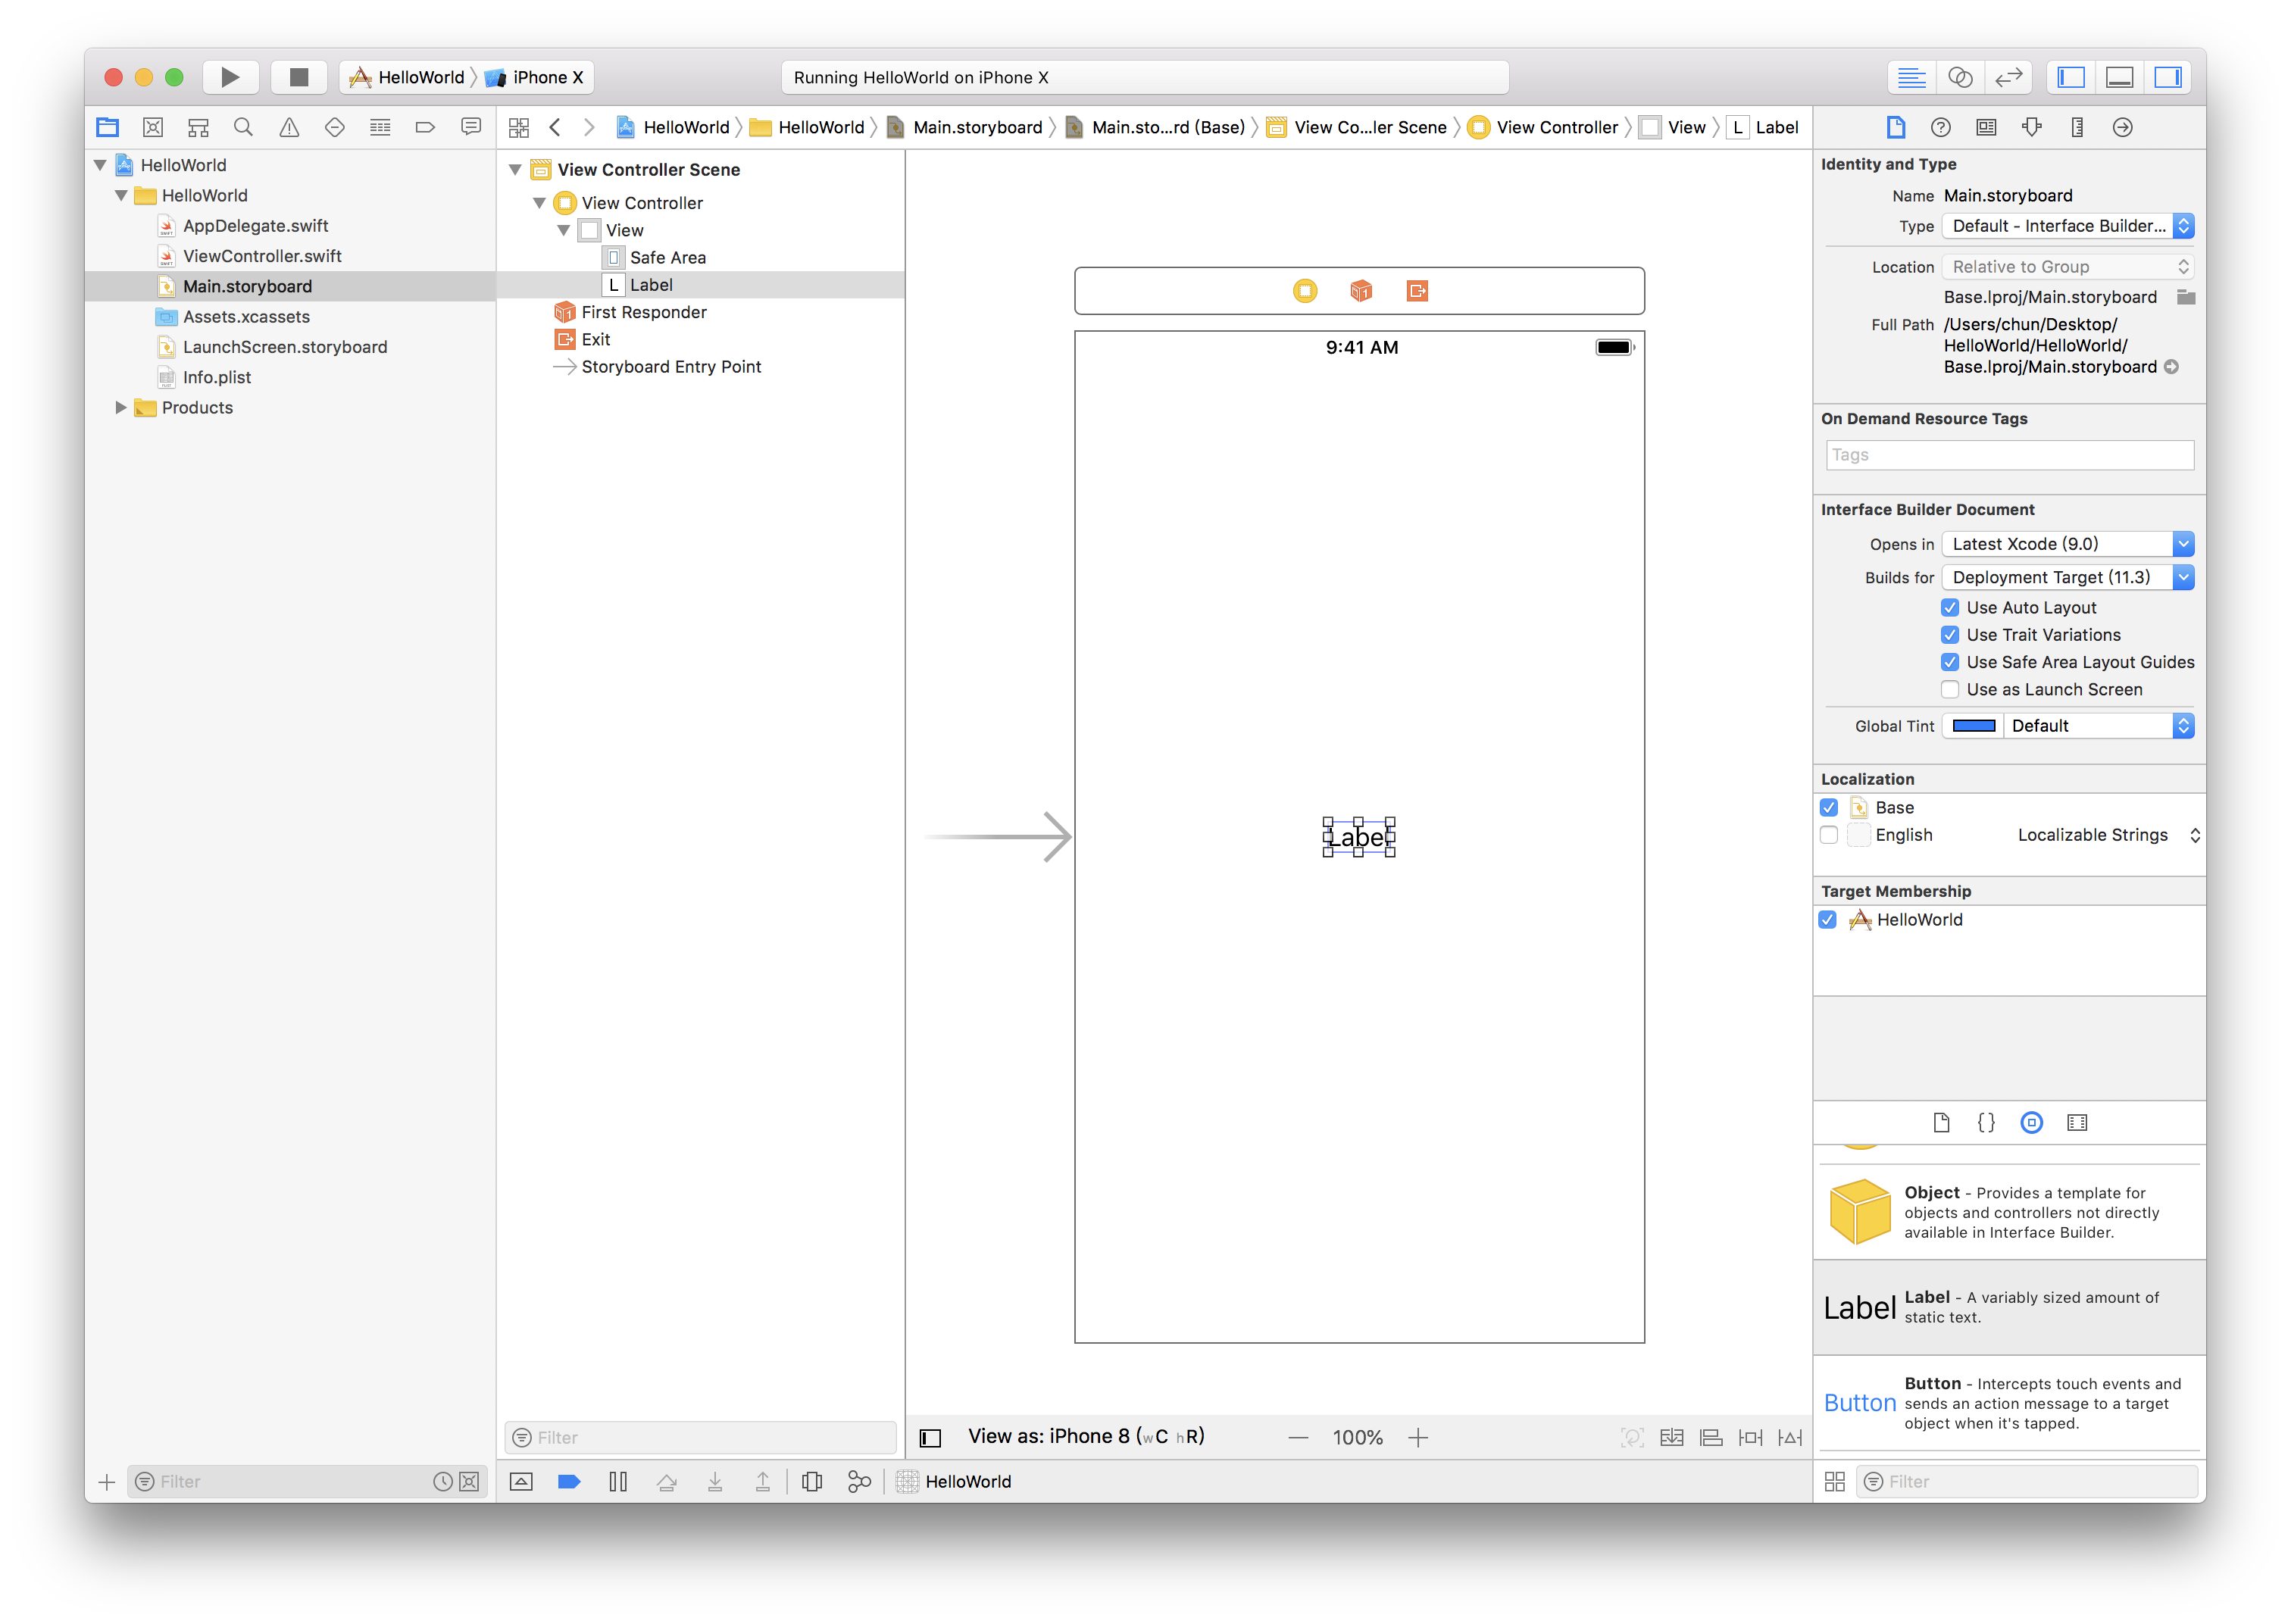 HelloWorld
iPhone X
Running HelloWorld on iPhone X
HelloWorld
HelloWorld
Main.storyboard
Main.sto...rd (Base)
View Co...ler Scene
View Controller
View
L
Label
HelloWorld
HelloWorld
AppDelegate.swift
ViewController.swift
Main.storyboard
Assets.xcassets
LaunchScreen.storyboard
Info.plist
Products
Filter
View Controller Scene
View Controller
View
Safe Area
L Label
First Responder
Exit
Storyboard Entry Point
Filter
9:41 AM
Label
View as: iPhone 8 (wC hR)
100%
HelloWorld
Identity and Type
Name Main.storyboard
Type Default - Interface Builder...
Location Relative to Group
Base.lproj/Main.storyboard
Full Path /Users/chun/Desktop/
HelloWorld/HelloWorld/
Base.lproj/Main.storyboard
On Demand Resource Tags
Tags
Interface Builder Document
Opens in Latest Xcode (9.0)
Builds for Deployment Target (11.3)
Use Auto Layout
Use Trait Variations
Use Safe Area Layout Guides
Use as Launch Screen
Global Tint Default
Localization
Base
English Localizable Strings
Target Membership
HelloWorld
{}
Object - Provides a template for
objects and controllers not directly
available in Interface Builder.
Label
Label - A variably sized amount of
static text.
Button
Button - Intercepts touch events and
sends an action message to a target
object when it's tapped.
Filter